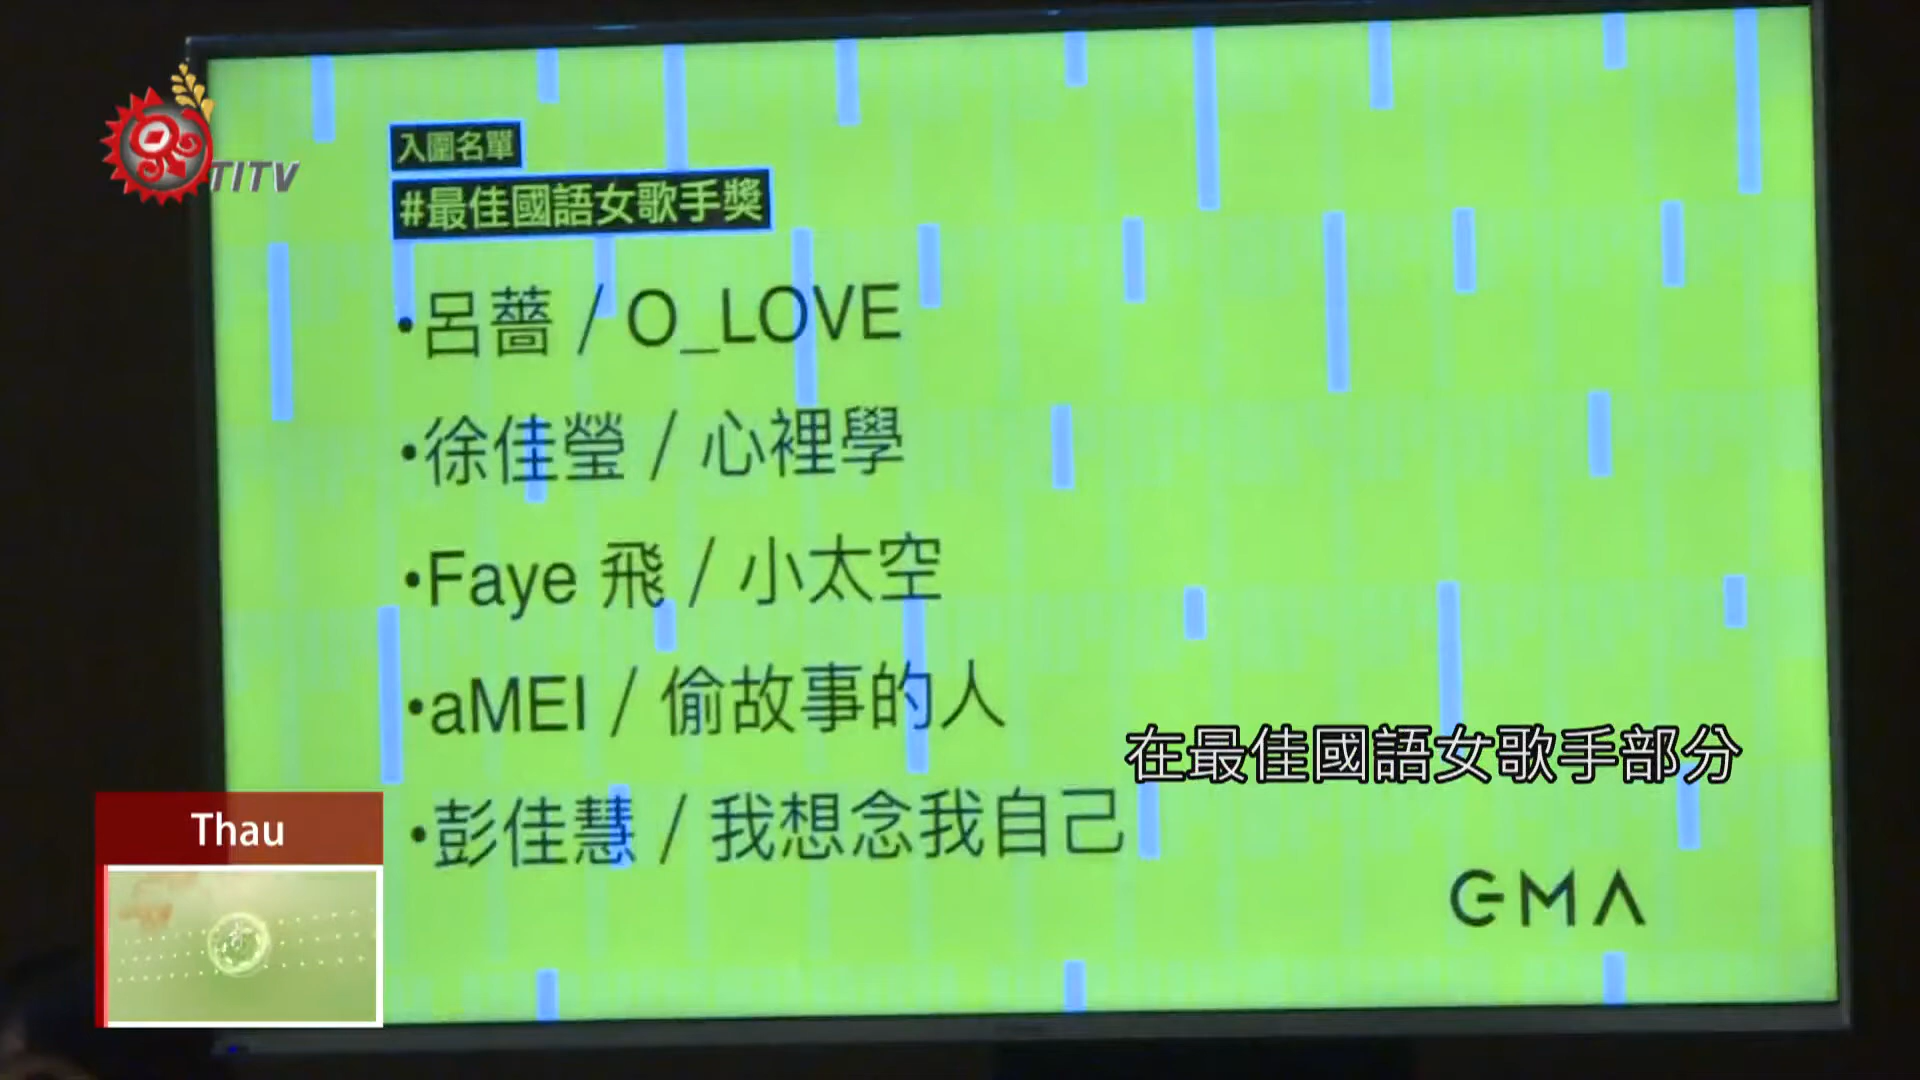 TITV
入圍名單
#最佳國語女歌手獎
•呂薔 / O_LOVE
•徐佳瑩 / 心裡學
•Faye 飛 / 小太空
•aMEI / 偷故事的人
•彭佳慧 / 我想念我自己
在最佳國語女歌手部分
Thau
GMA